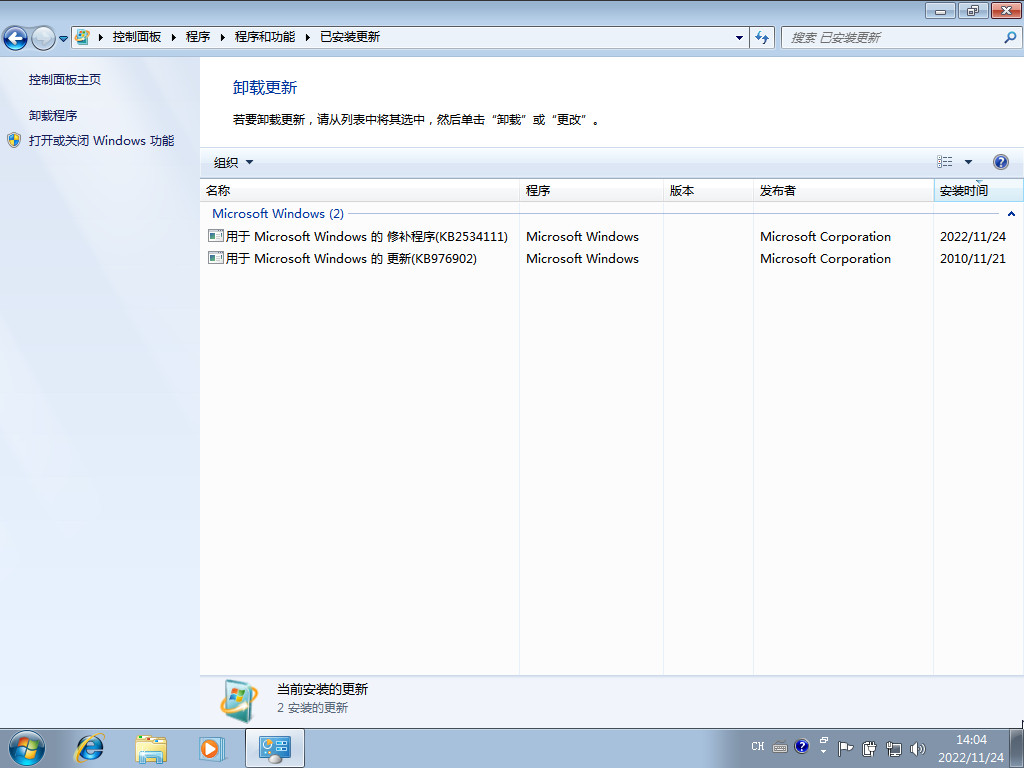 控制面板 ▸ 程序 ▸ 程序和功能 ▸ 已安装更新
搜索 已安装更新
控制面板主页
卸载程序
打开或关闭 Windows 功能
卸载更新
若要卸载更新，请从列表中将其选中，然后单击“卸载”或“更改”。
组织
名称 程序 版本 发布者 安装时间
Microsoft Windows (2)
用于 Microsoft Windows 的 修补程序(KB2534111) Microsoft Windows Microsoft Corporation 2022/11/24
用于 Microsoft Windows 的 更新(KB976902) Microsoft Windows Microsoft Corporation 2010/11/21
当前安装的更新
2 安装的更新
CH
14:04
2022/11/24